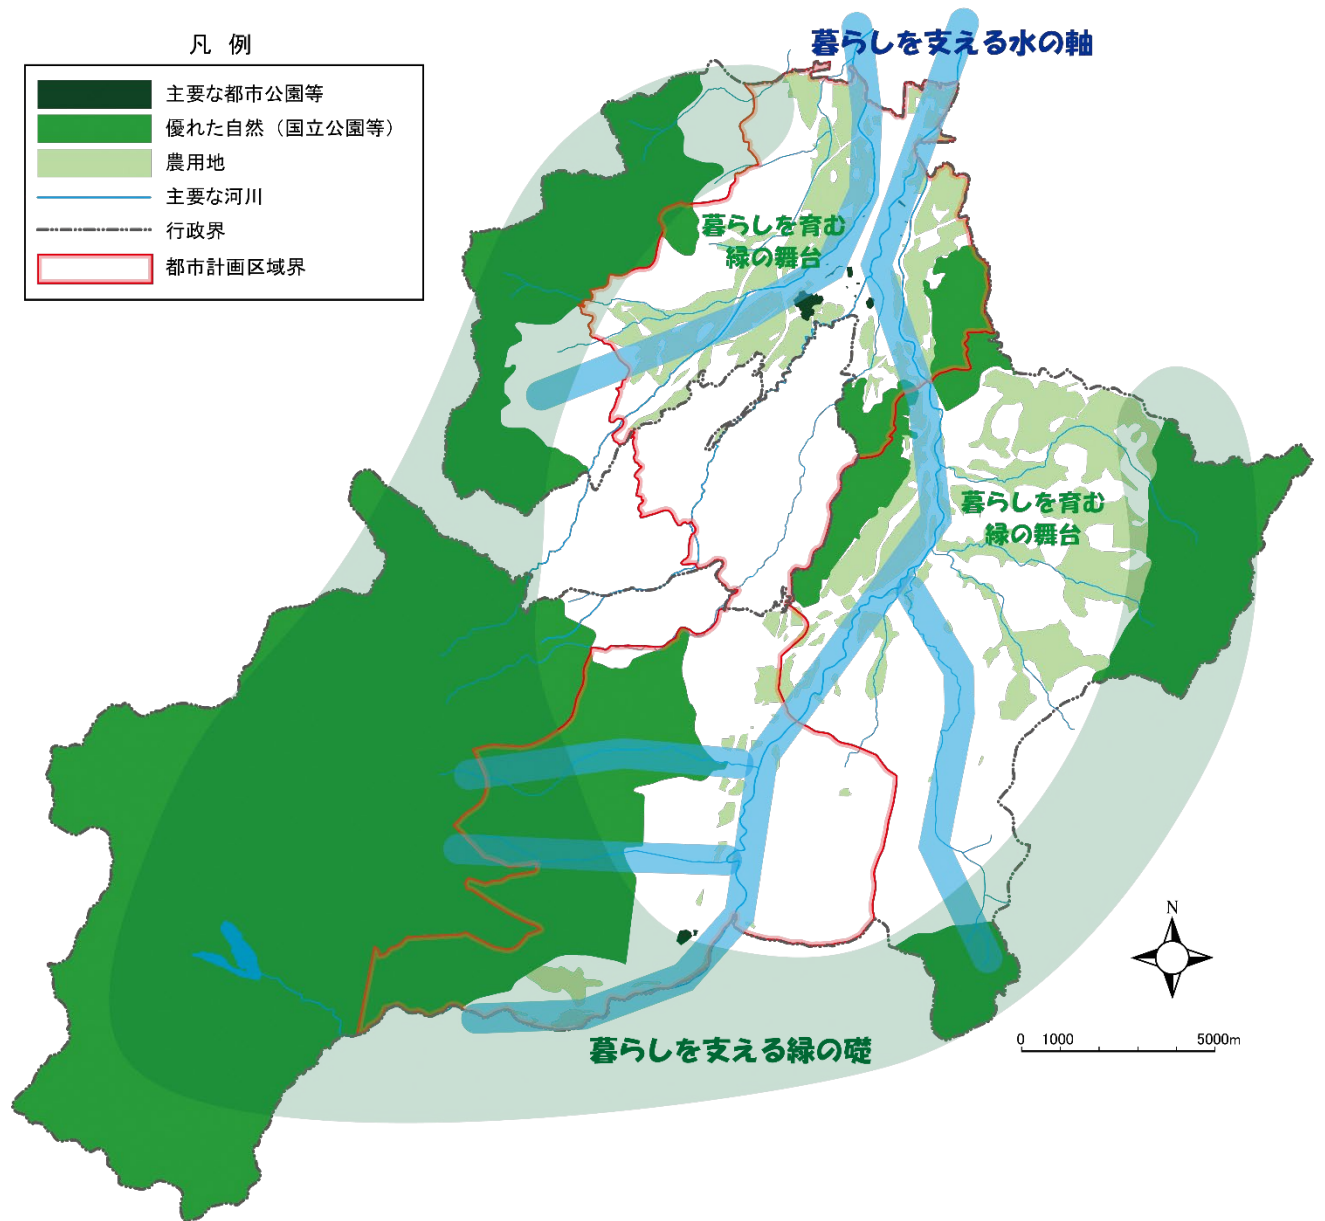 凡 例
主要な都市公園等
優れた自然（国立公園等）
農用地
主要な河川
行政界
都市計画区域界
暮らしを支える水の軸
暮らしを育む
緑の舞台
暮らしを育む
緑の舞台
暮らしを支える緑の礎
N
0 1000 5000m